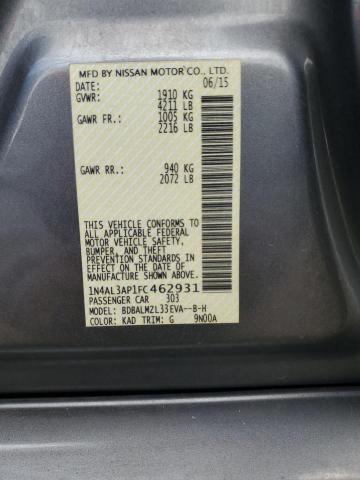 MFD BY NISSAN MOTOR CO., LTD.
DATE: 06/15
GVWR: 1910 KG
4211 LB
GAWR FR.: 1005 KG
2216 LB
GAWR RR.: 940 KG
2072 LB
THIS VEHICLE CONFORMS TO ALL
APPLICABLE U.S. FEDERAL
MOTOR VEHICLE SAFETY,
BUMPER, AND THEFT
PREVENTION STANDARDS IN
EFFECT ON THE DATE OF
MANUFACTURE SHOWN ABOVE.
1N4AL3AP1FC462931
PASSENGER CAR 303
MODEL: BDBALMZL33EVA--B-H
COLOR: KAD TRIM: G 9N00A